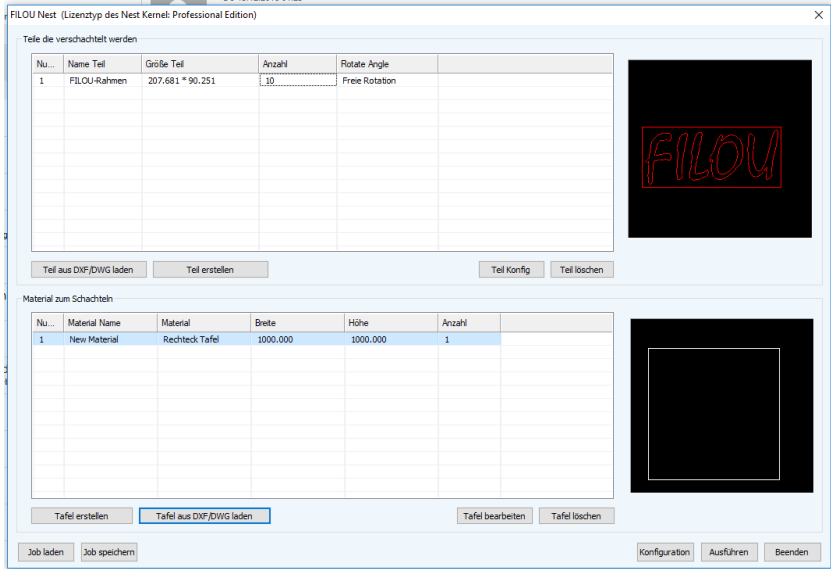 FILOU Nest (Lizenztyp des Nest Kernel: Professional Edition)
Teile die verschachtelt werden
Nu... Name Teil Größe Teil Anzahl Rotate Angle
1 FILOU-Rahmen 207.681 * 90.251 10 Freie Rotation
FILOU
Teil aus DXF/DWG laden Teil erstellen Teil Konfig Teil löschen
Material zum Schachteln
Nu... Material Name Material Breite Höhe Anzahl
1 New Material Rechteck Tafel 1000.000 1000.000 1
Tafel erstellen Tafel aus DXF/DWG laden Tafel bearbeiten Tafel löschen
Job laden Job speichern Konfiguration Ausführen Beenden